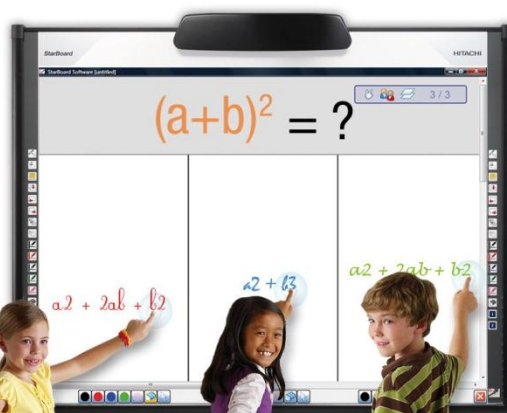 StarBoard HITACHI
StarBoard Software [untitled]
3 / 3
(a+b)² = ?
a2 + 2ab + b2
a2 + b3
a2 + 2ab + b2